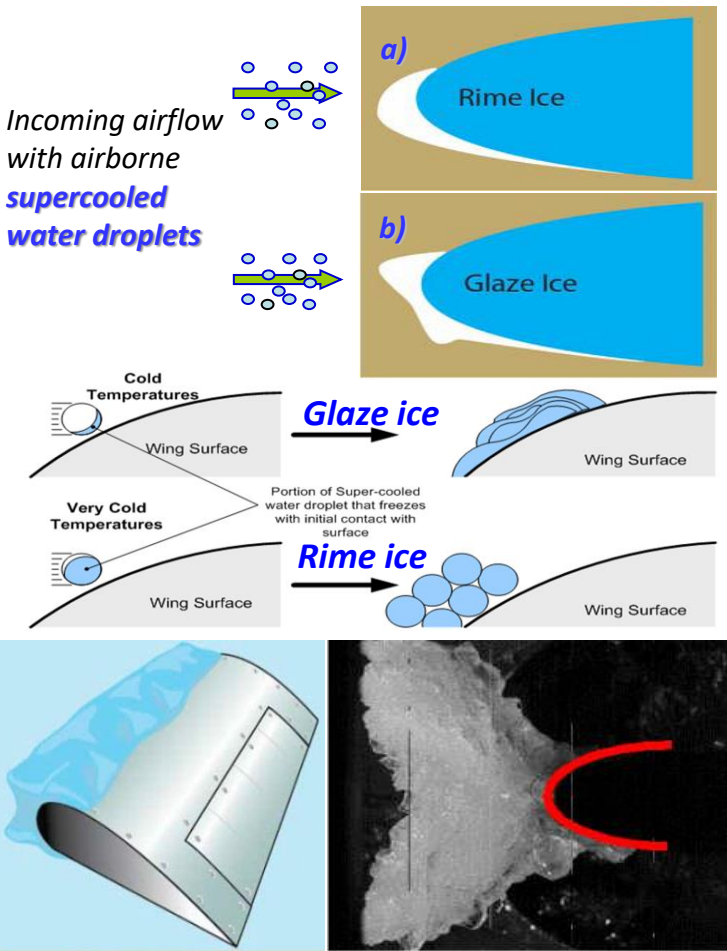 Incoming airflow
with airborne
supercooled
water droplets
a)
Rime Ice
b)
Glaze Ice
Cold
Temperatures
Wing Surface
Glaze ice
Wing Surface
Portion of Super-cooled
water droplet that freezes
with initial contact with
surface
Very Cold
Temperatures
Wing Surface
Rime ice
Wing Surface